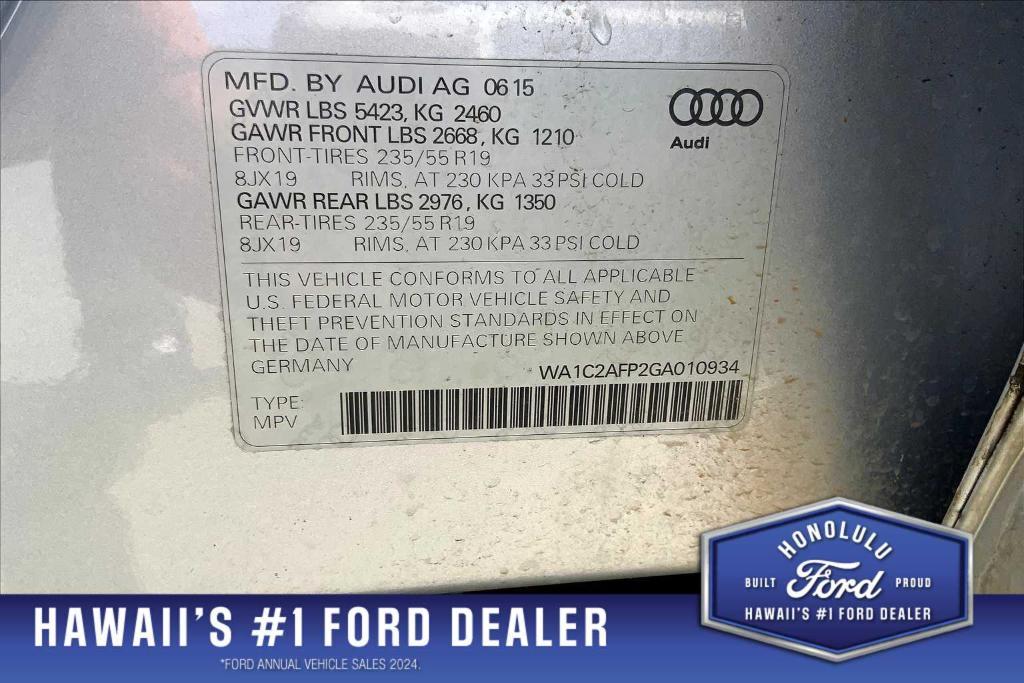 MFD. BY AUDI AG 06 15
GVWR LBS 5423, KG 2460
GAWR FRONT LBS 2668, KG 1210
FRONT-TIRES 235/55 R19
8JX19 RIMS, AT 230 KPA 33 PSI COLD
GAWR REAR LBS 2976, KG 1350
REAR-TIRES 235/55 R19
8JX19 RIMS, AT 230 KPA 33 PSI COLD
Audi
THIS VEHICLE CONFORMS TO ALL APPLICABLE
U.S. FEDERAL MOTOR VEHICLE SAFETY AND
THEFT PREVENTION STANDARDS IN EFFECT ON
THE DATE OF MANUFACTURE SHOWN ABOVE
GERMANY WA1C2AFP2GA010934
TYPE:
MPV
HONOLULU
BUILT Ford PROUD
HAWAII'S #1 FORD DEALER
HAWAII'S #1 FORD DEALER
*FORD ANNUAL VEHICLE SALES 2024.